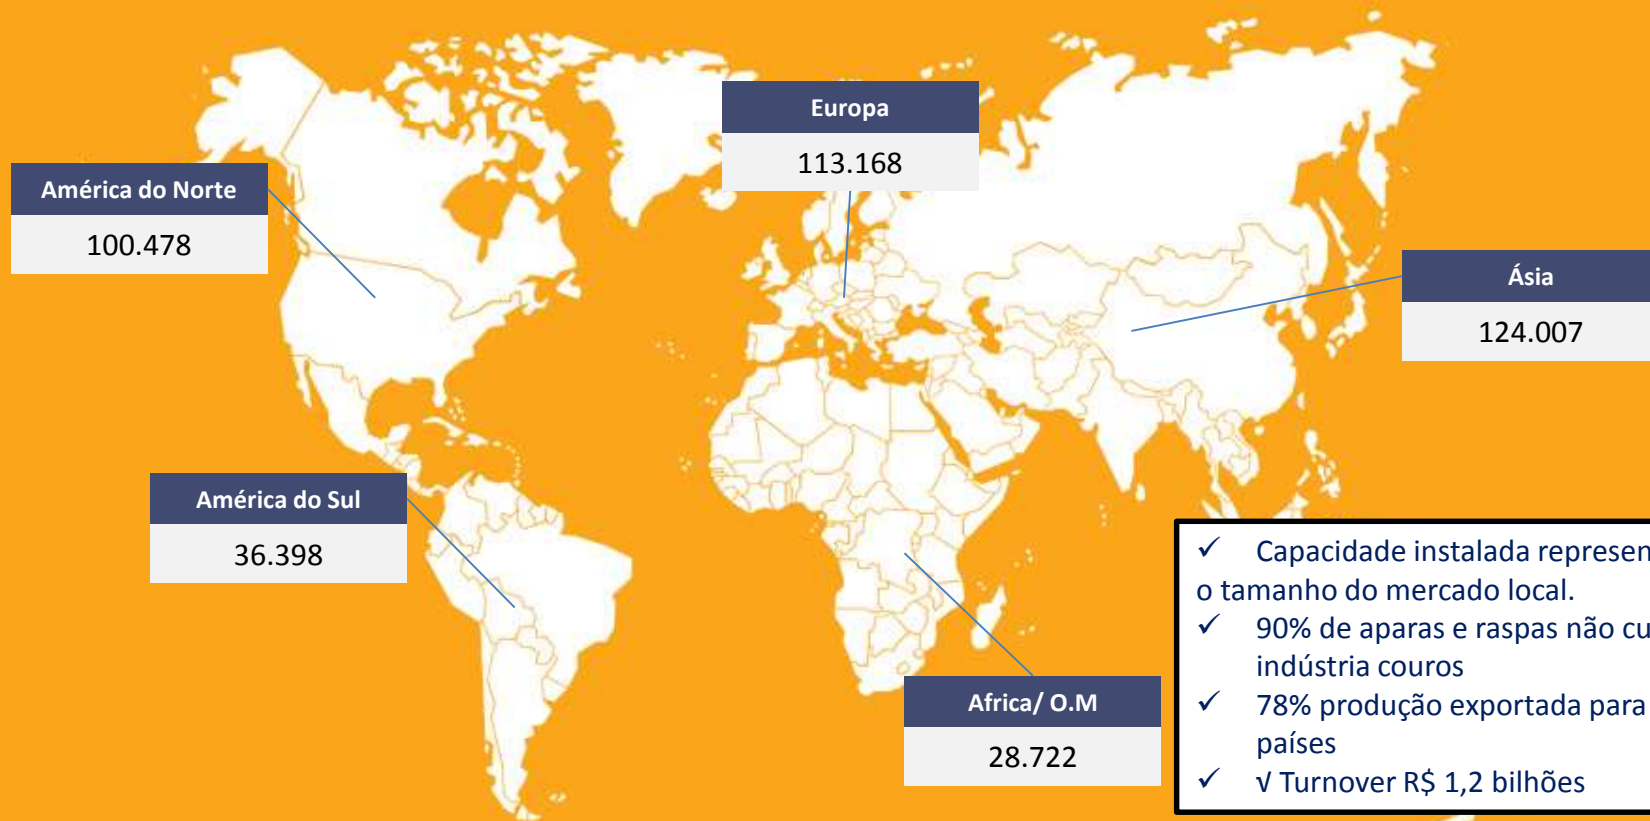 Europa
113.168
América do Norte
100.478
Ásia
124.007
América do Sul
36.398
Africa/ O.M
28.722
✓ Capacidade instalada represen
o tamanho do mercado local.
✓ 90% de aparas e raspas não cu
indústria couros
✓ 78% produção exportada para
países
✓ √ Turnover R$ 1,2 bilhões